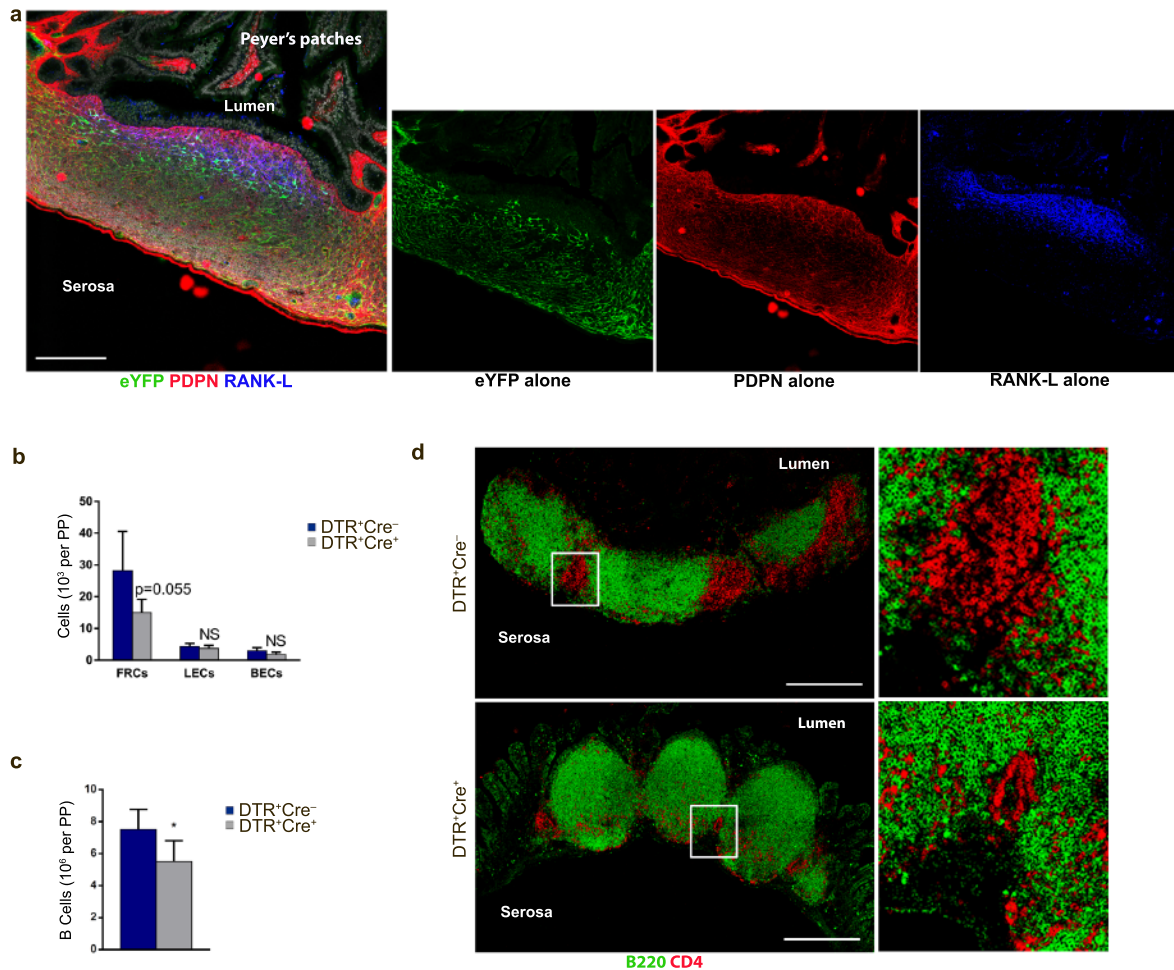 a
Peyer's patches
Lumen
Serosa
eYFP PDPN RANK-L
eYFP alone
PDPN alone
RANK-L alone
b
Cells (10³ per PP)
50
40
30
20
10
0
p=0.055
NS
NS
FRCs
LECs
BECs
DTR⁺Cre⁻
DTR⁺Cre⁺
c
B Cells (10⁶ per PP)
10
8
6
4
2
0
*
DTR⁺Cre⁻
DTR⁺Cre⁺
d
DTR⁺Cre⁻
Lumen
Serosa
DTR⁺Cre⁺
Lumen
Serosa
B220 CD4